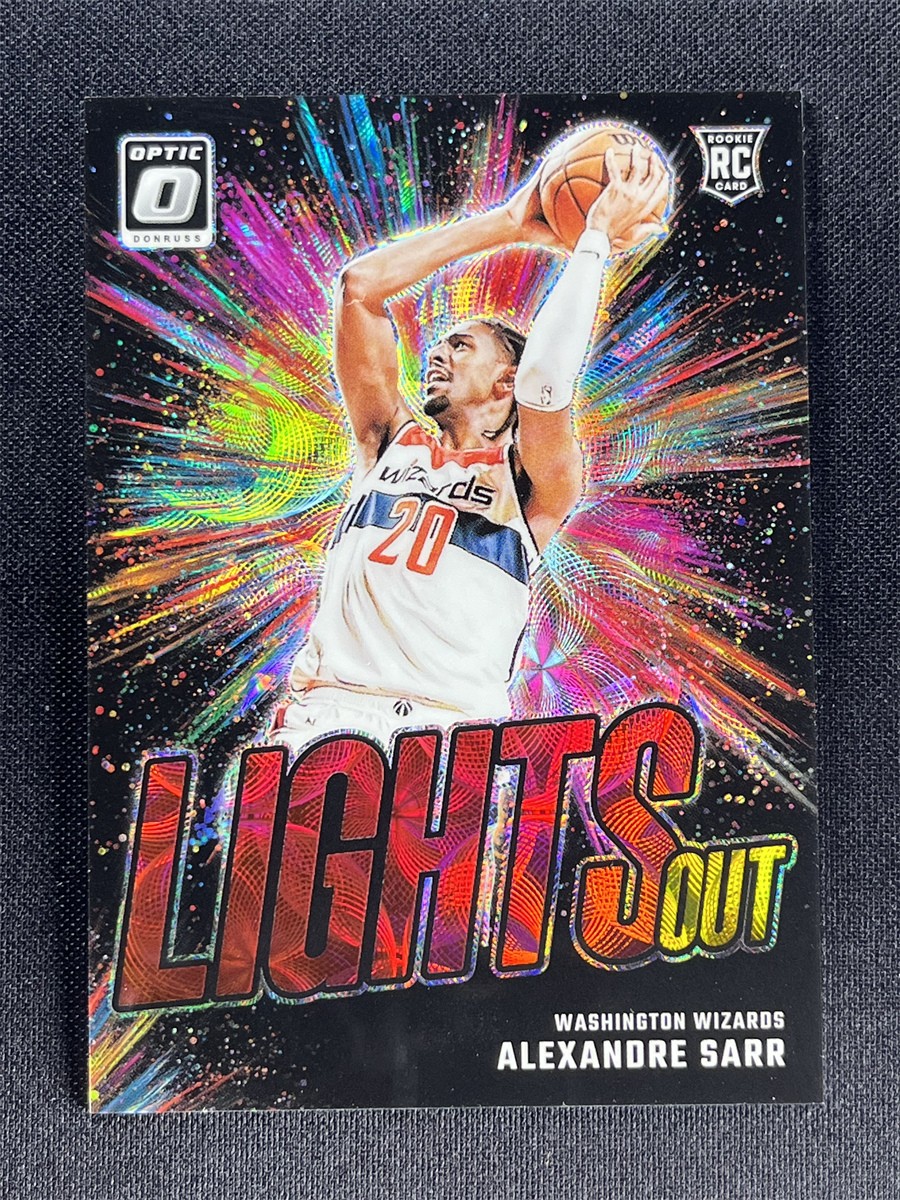 OPTIC
O
DONRUSS
ROOKIE
RC
CARD
wizards
20
LIGHTS
OUT
WASHINGTON WIZARDS
ALEXANDRE SARR